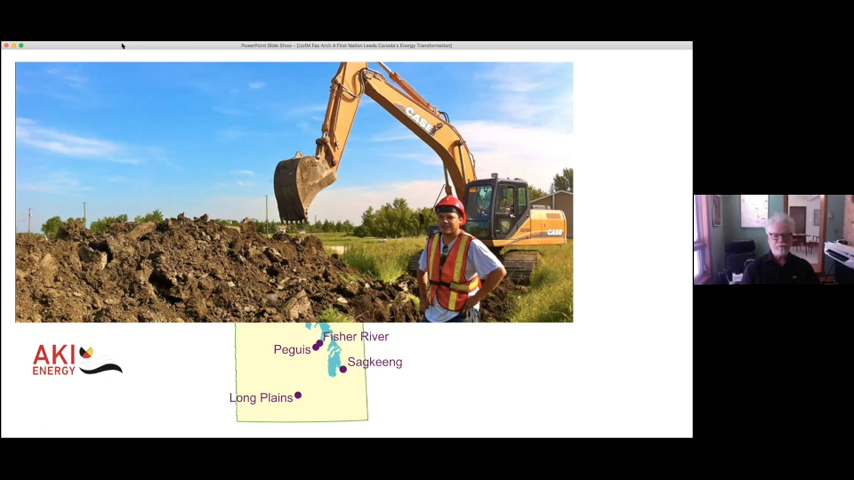 PowerPoint Slide Show - [UofM Fac Arch A First Nation Leads Canada's Energy Transformation]
CASE
CASE
Fisher River
Peguis
Sagkeeng
Long Plains
AKI
ENERGY